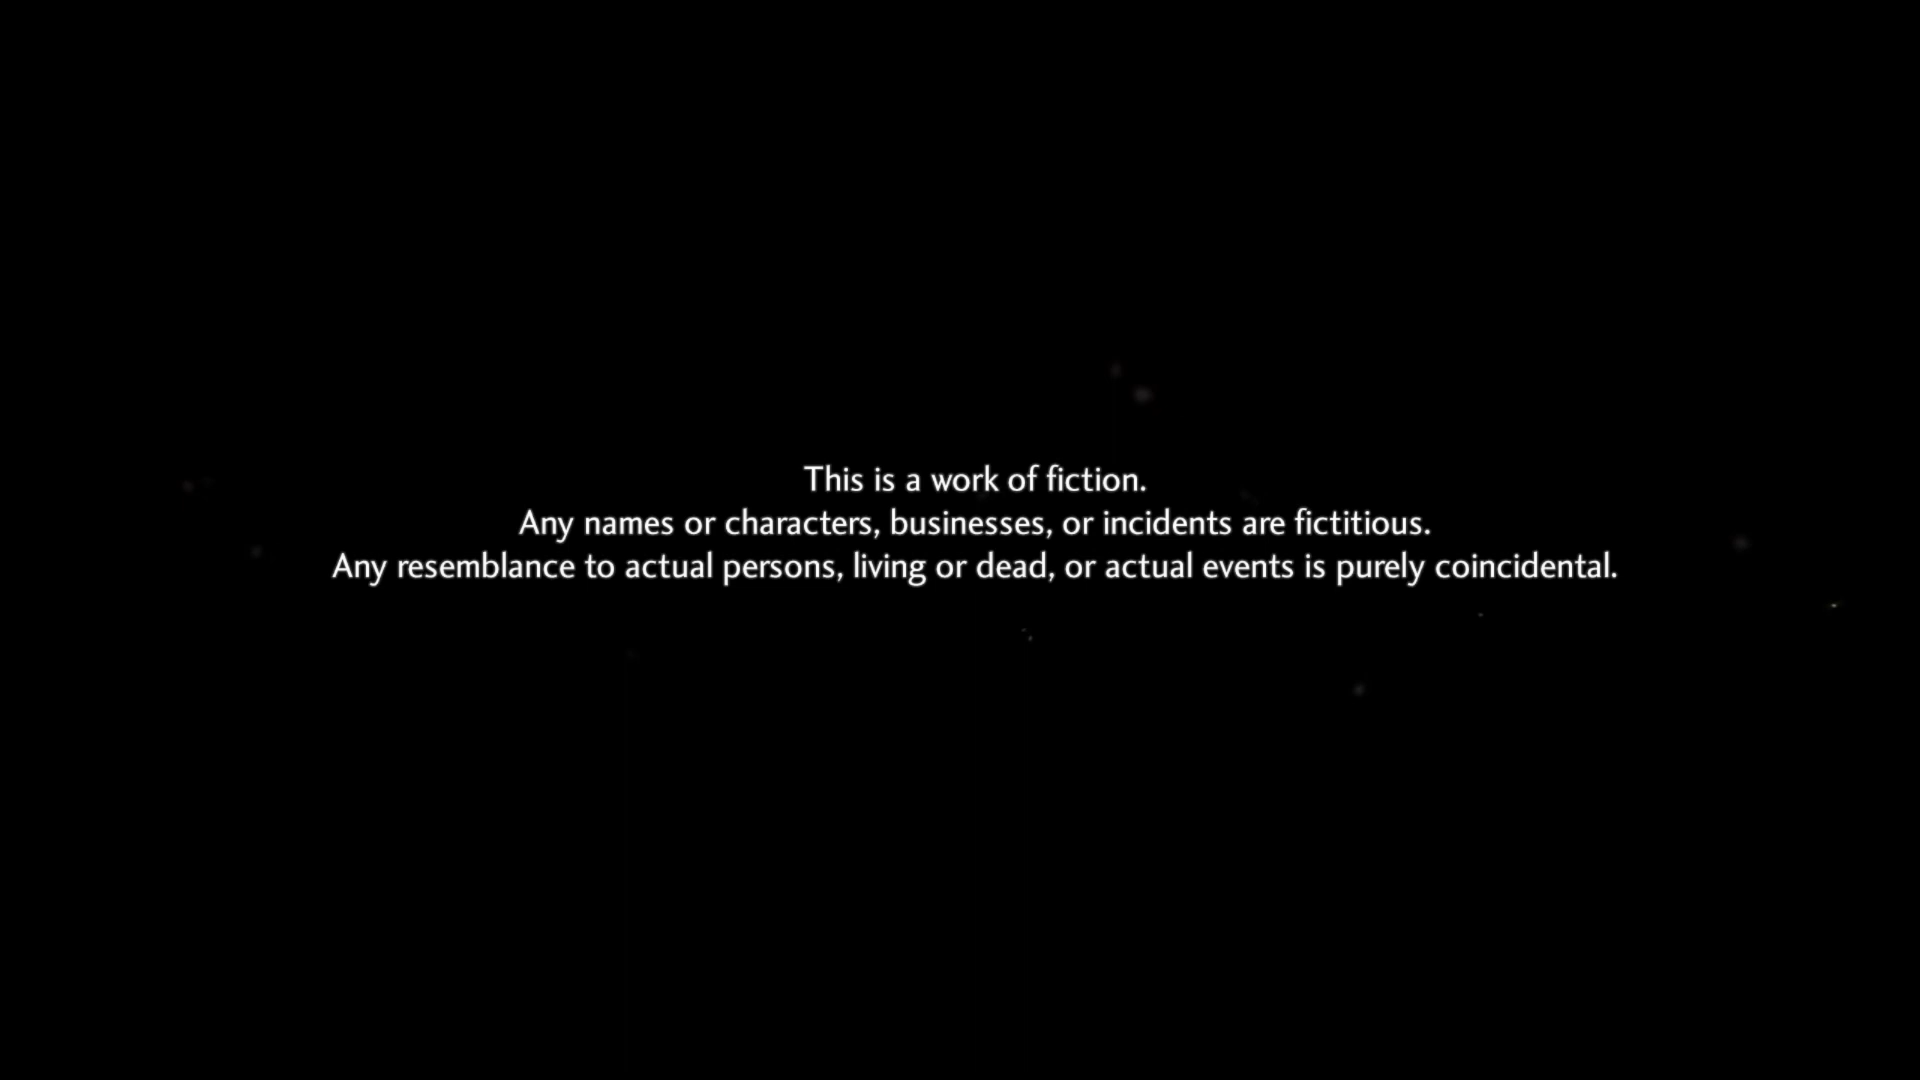 This is a work of fiction.
Any names or characters, businesses, or incidents are fictitious.
Any resemblance to actual persons, living or dead, or actual events is purely coincidental.